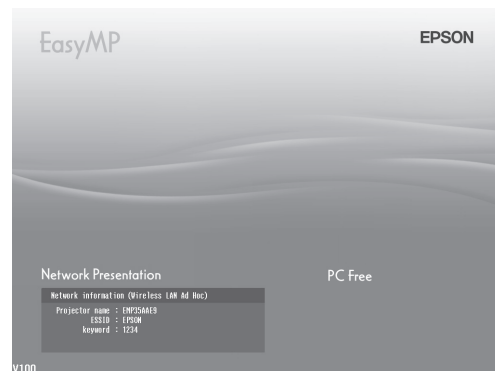 EasyMP
EPSON
Network Presentation
PC Free
Network information (Wireless LAN Ad Hoc)
Projector name : EMP35AAE9
ESSID : EPSON
keyword : 1234
V100